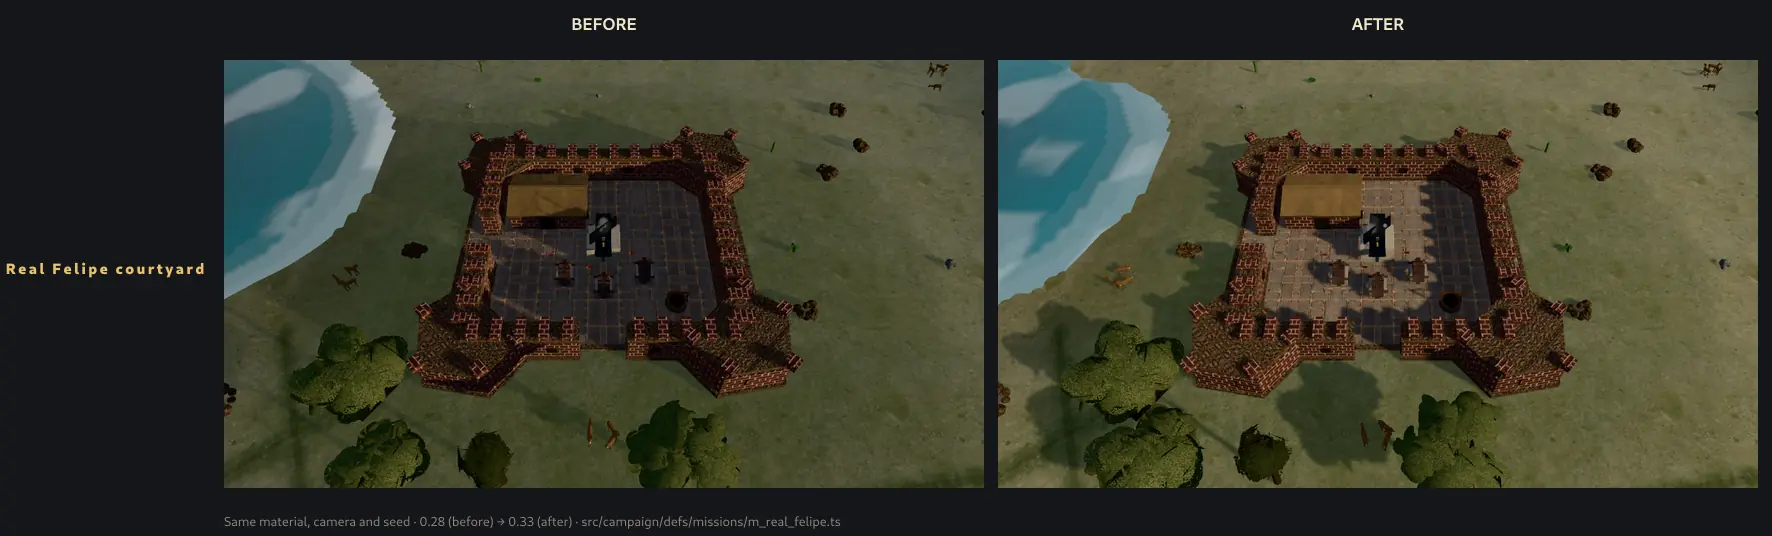 BEFORE
AFTER
Real Felipe courtyard
Same material, camera and seed · 0.28 (before) → 0.33 (after) · src/campaign/defs/missions/m_real_felipe.ts